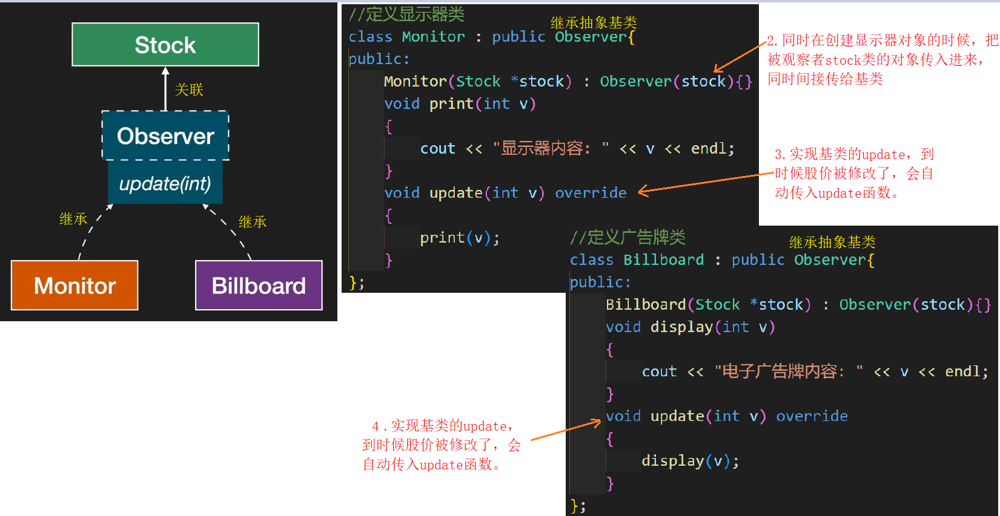 Stock
关联
Observer
update(int)
继承
继承
Monitor
Billboard
//定义显示器类
继承抽象基类
class Monitor : public Observer{
public:
Monitor(Stock *stock) : Observer(stock){}
void print(int v)
{
cout << "显示器内容: " << v << endl;
}
void update(int v) override
{
print(v);
}
};
2.同时在创建显示器对象的时候，把
被观察者stock类的对象传入进来，
同时间接传给基类
3.实现基类的update，到
时候股价被修改了，会自
动传入update函数。
//定义广告牌类
继承抽象基类
class Billboard : public Observer{
public:
Billboard(Stock *stock) : Observer(stock){}
void display(int v)
{
cout << "电子广告牌内容: " << v << endl;
}
void update(int v) override
{
display(v);
}
};
4.实现基类的update，
到时候股价被修改了，会
自动传入update函数。